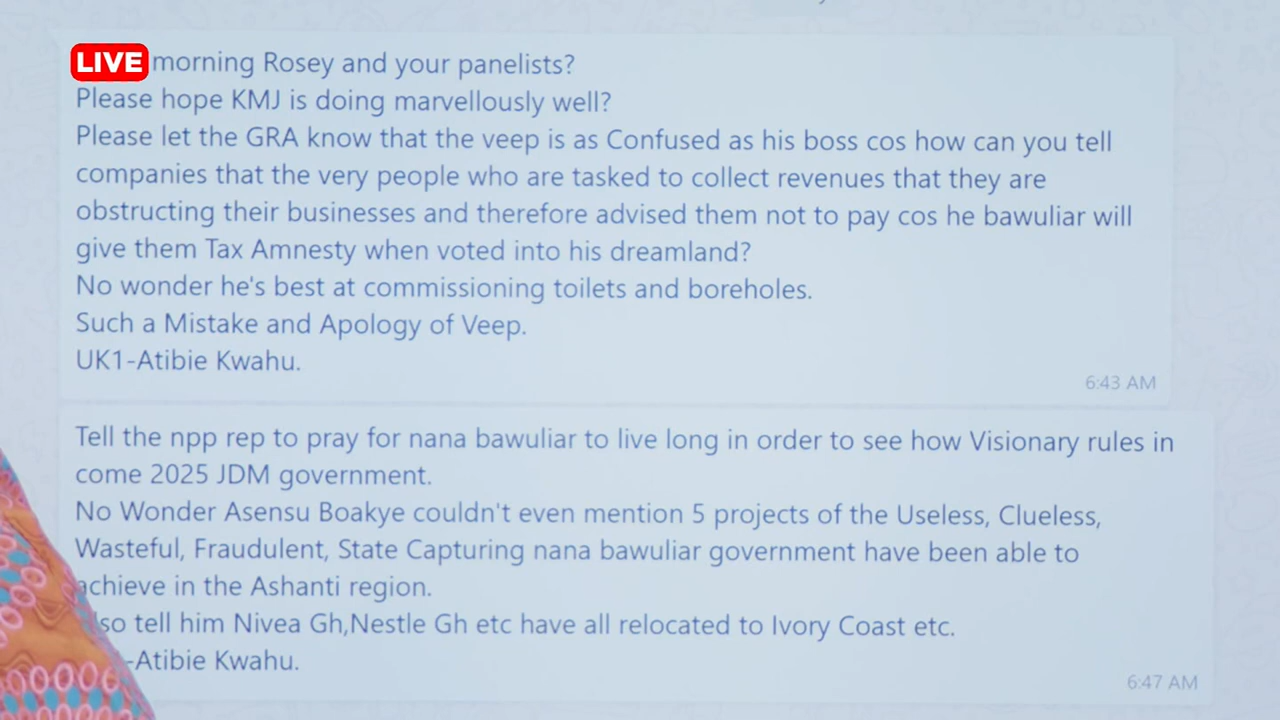 LIVE morning Rosey and your panelists?
Please hope KMJ is doing marvellously well?
Please let the GRA know that the veep is as Confused as his boss cos how can you tell
companies that the very people who are tasked to collect revenues that they are
obstructing their businesses and therefore advised them not to pay cos he bawuliar will
give them Tax Amnesty when voted into his dreamland?
No wonder he's best at commissioning toilets and boreholes.
Such a Mistake and Apology of Veep.
UK1-Atibie Kwahu.
6:43 AM
Tell the npp rep to pray for nana bawuliar to live long in order to see how Visionary rules in
come 2025 JDM government.
No Wonder Asensu Boakye couldn't even mention 5 projects of the Useless, Clueless,
Wasteful, Fraudulent, State Capturing nana bawuliar government have been able to
achieve in the Ashanti region.
lso tell him Nivea Gh,Nestle Gh etc have all relocated to Ivory Coast etc.
-Atibie Kwahu.
6:47 AM